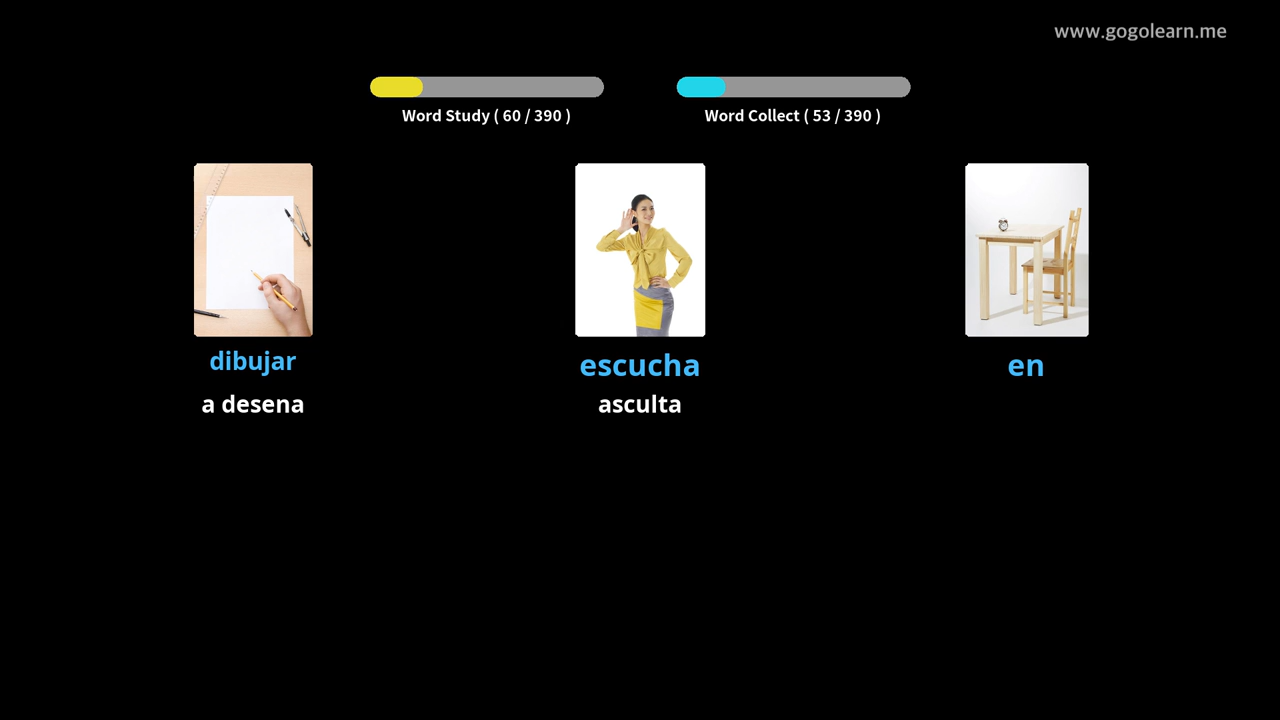 www.gogolearn.me
Word Study ( 60 / 390 )
Word Collect ( 53 / 390 )
dibujar
a desena
escucha
asculta
en